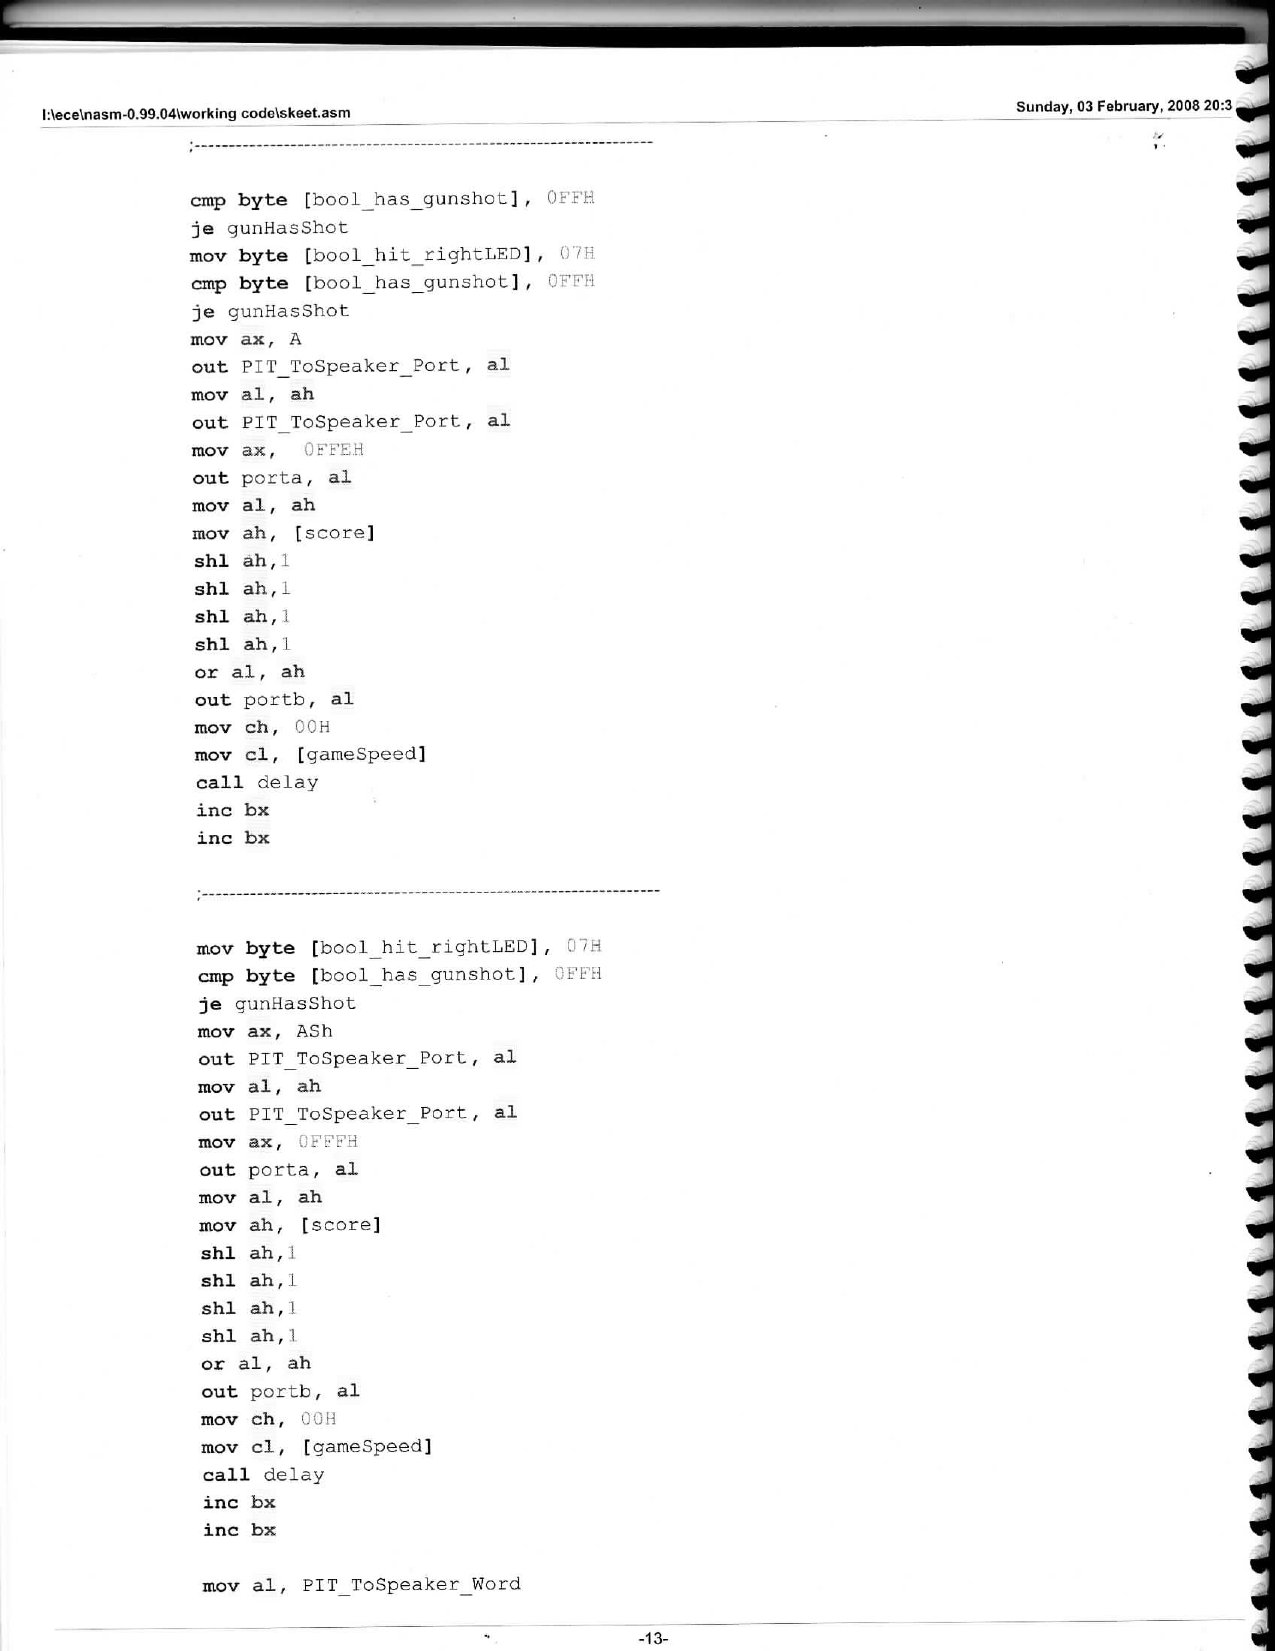 I:\ece\nasm-0.99.04\working code\skeet.asm
Sunday, 03 February, 2008 20:3
;-------------------------------------------------------------------
cmp byte [bool_has_gunshot], 0FFH
je gunHasShot
mov byte [bool_hit_rightLED], 07H
cmp byte [bool_has_gunshot], 0FFH
je gunHasShot
mov ax, A
out PIT_ToSpeaker_Port, al
mov al, ah
out PIT_ToSpeaker_Port, al
mov ax,  0FFEH
out porta, al
mov al, ah
mov ah, [score]
shl ah,1
shl ah,1
shl ah,1
shl ah,1
or al, ah
out portb, al
mov ch, 00H
mov cl, [gameSpeed]
call delay
inc bx
inc bx
;-------------------------------------------------------------------
mov byte [bool_hit_rightLED], 07H
cmp byte [bool_has_gunshot], 0FFH
je gunHasShot
mov ax, ASh
out PIT_ToSpeaker_Port, al
mov al, ah
out PIT_ToSpeaker_Port, al
mov ax, 0FFFH
out porta, al
mov al, ah
mov ah, [score]
shl ah,1
shl ah,1
shl ah,1
shl ah,1
or al, ah
out portb, al
mov ch, 00H
mov cl, [gameSpeed]
call delay
inc bx
inc bx
mov al, PIT_ToSpeaker_Word
-13-